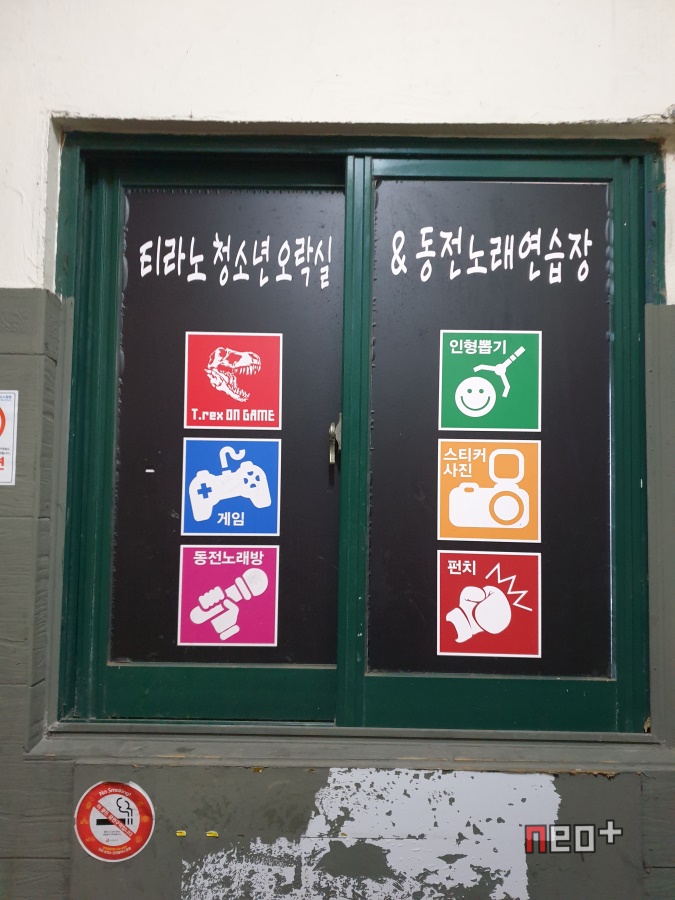 티라노 청소년 오락실
& 동전노래연습장
T.rex ON GAME
게임
동전노래방
인형뽑기
스티커
사진
펀치
No Smoking!
neo+